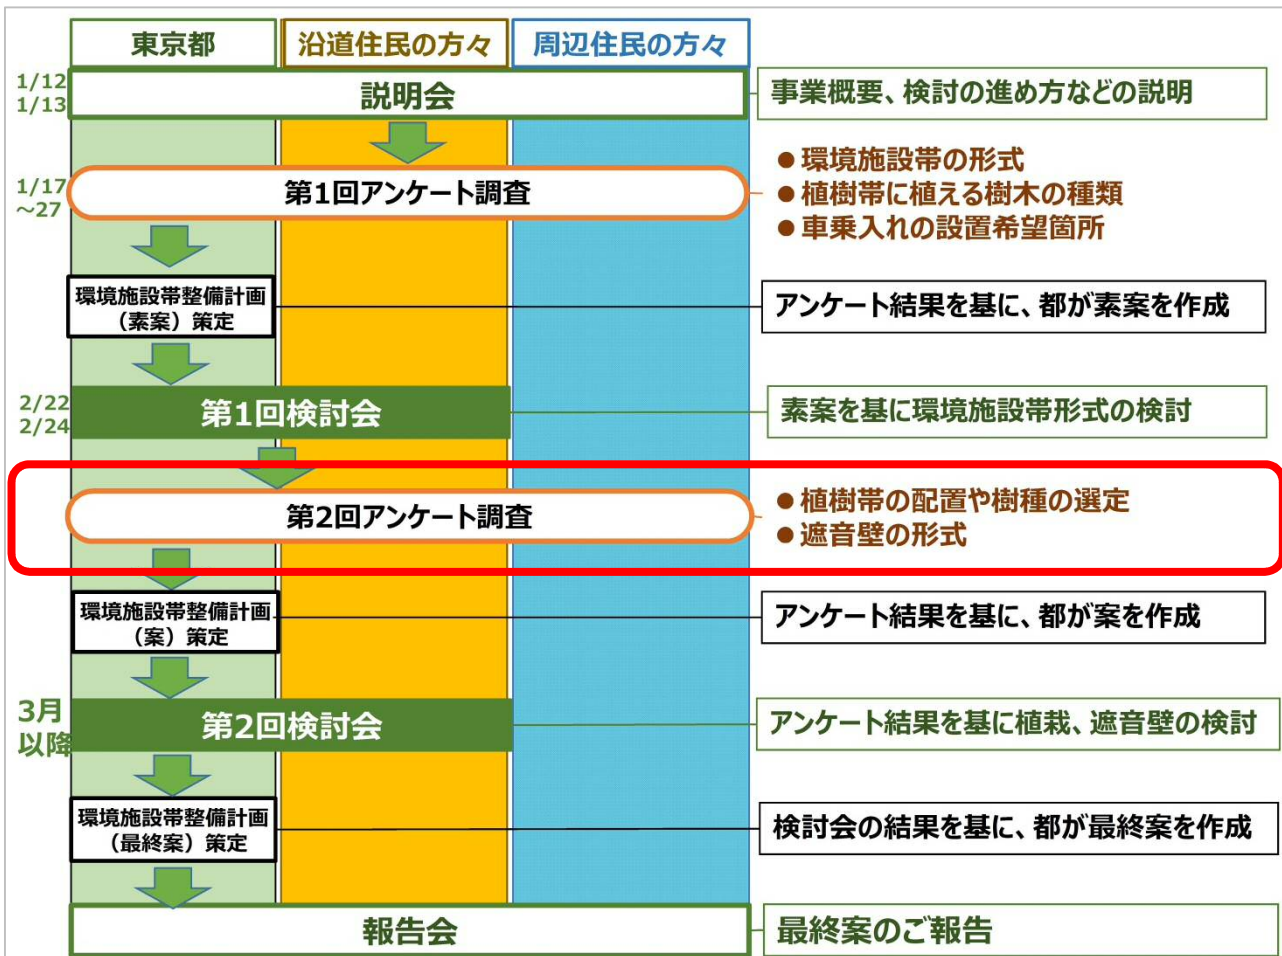 東京都
沿道住民の方々
周辺住民の方々
1/12
1/13
説明会
事業概要、検討の進め方などの説明
1/17
～27
第1回アンケート調査
●環境施設帯の形式
●植樹帯に植える樹木の種類
●車乗入れの設置希望箇所
環境施設帯整備計画
（素案）策定
アンケート結果を基に、都が素案を作成
2/22
2/24
第1回検討会
素案を基に環境施設帯形式の検討
第2回アンケート調査
●植樹帯の配置や樹種の選定
●遮音壁の形式
環境施設帯整備計画
（案）策定
アンケート結果を基に、都が案を作成
3月
以降
第2回検討会
アンケート結果を基に植栽、遮音壁の検討
環境施設帯整備計画
（最終案）策定
検討会の結果を基に、都が最終案を作成
報告会
最終案のご報告